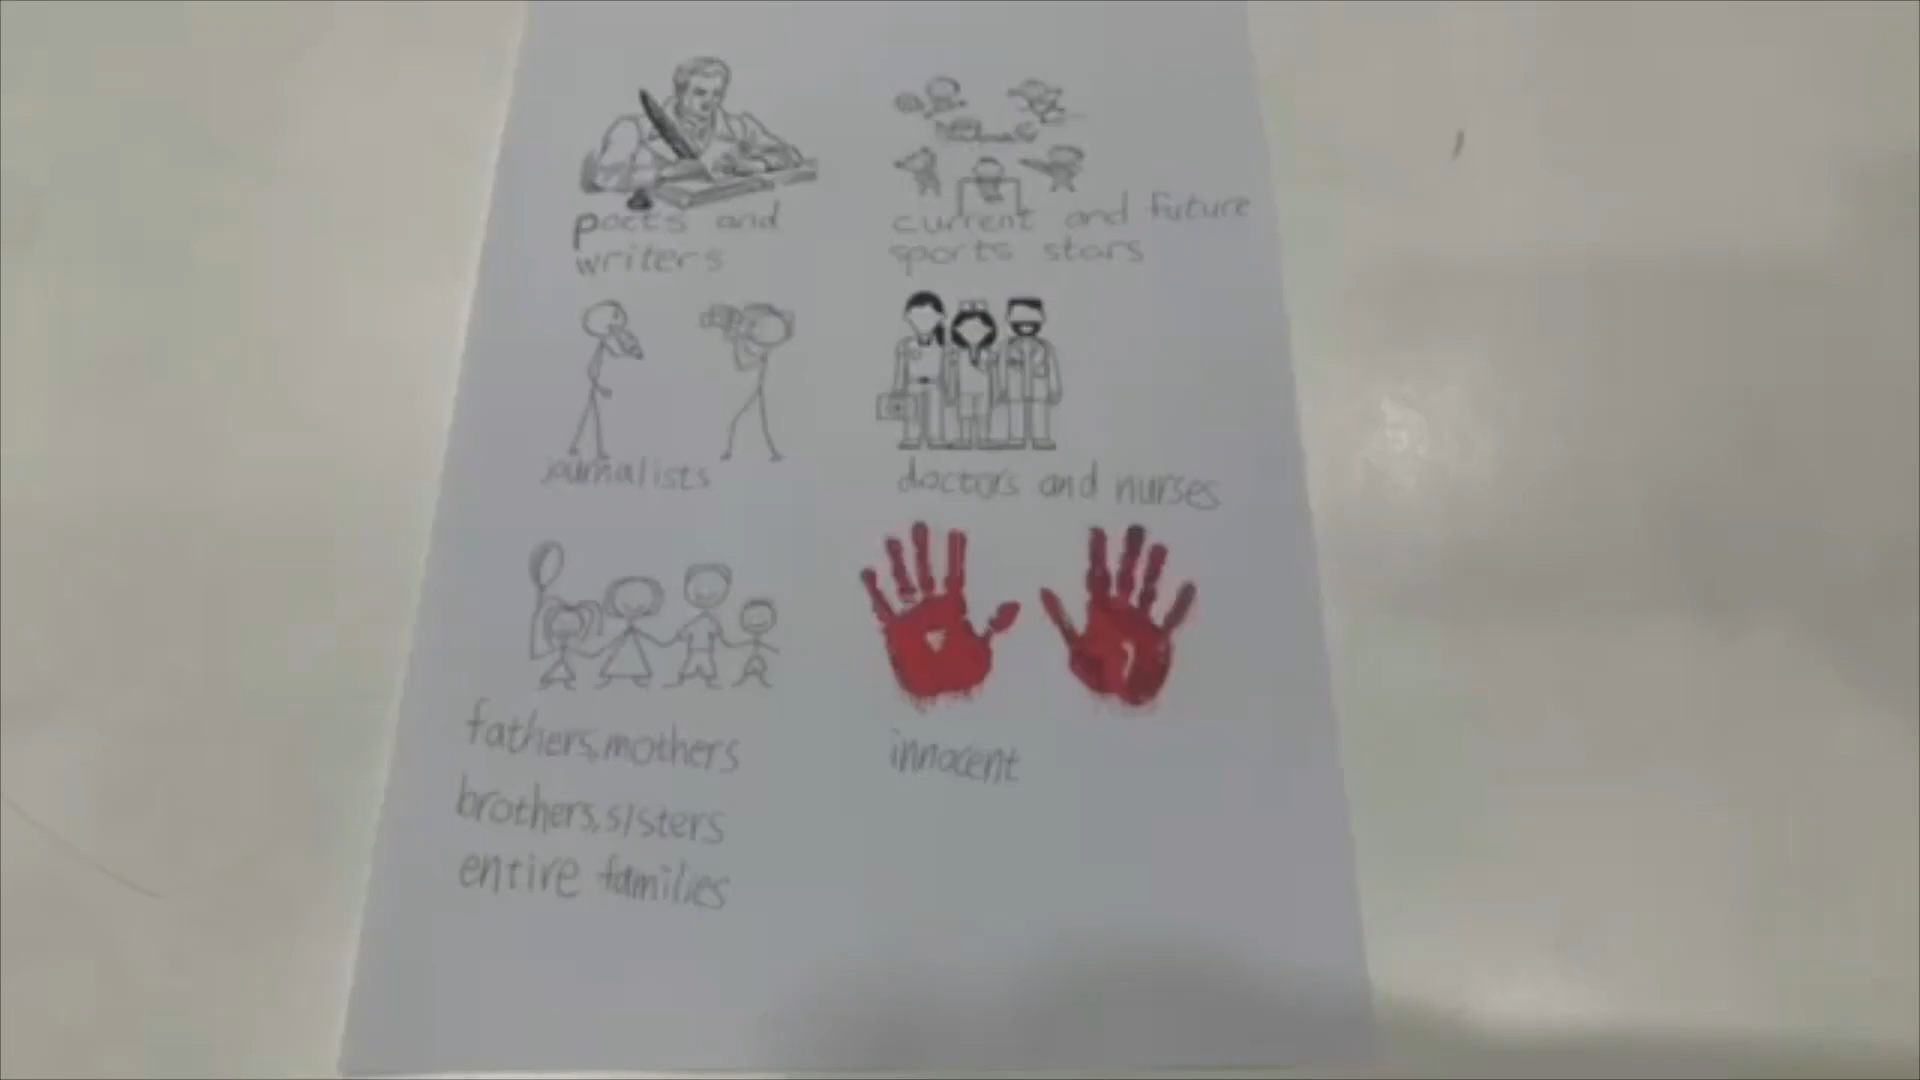 poets and
writers
current and future
sports stars
journalists
doctors and nurses
fathers, mothers
brothers, sisters
entire families
innocent